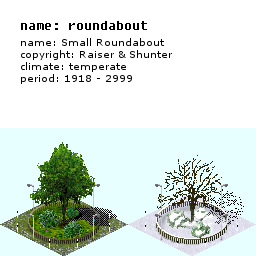 name: roundabout
name: Small Roundabout
copyright: Raiser & Shunter
climate: temperate
period: 1918 - 2999